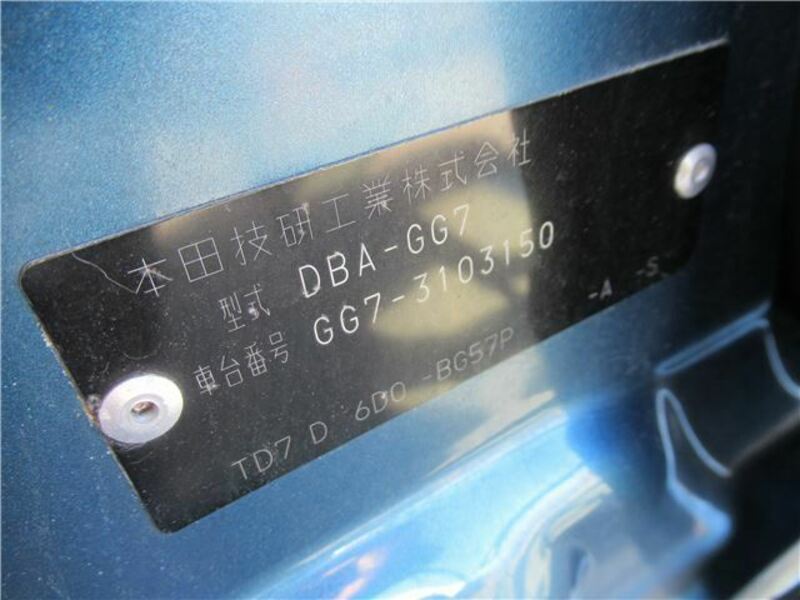 本田技研工業株式会社
型式 DBA-GG7
車台番号 GG7-3103150
TD7 D 6D0 -BG57P -A -S